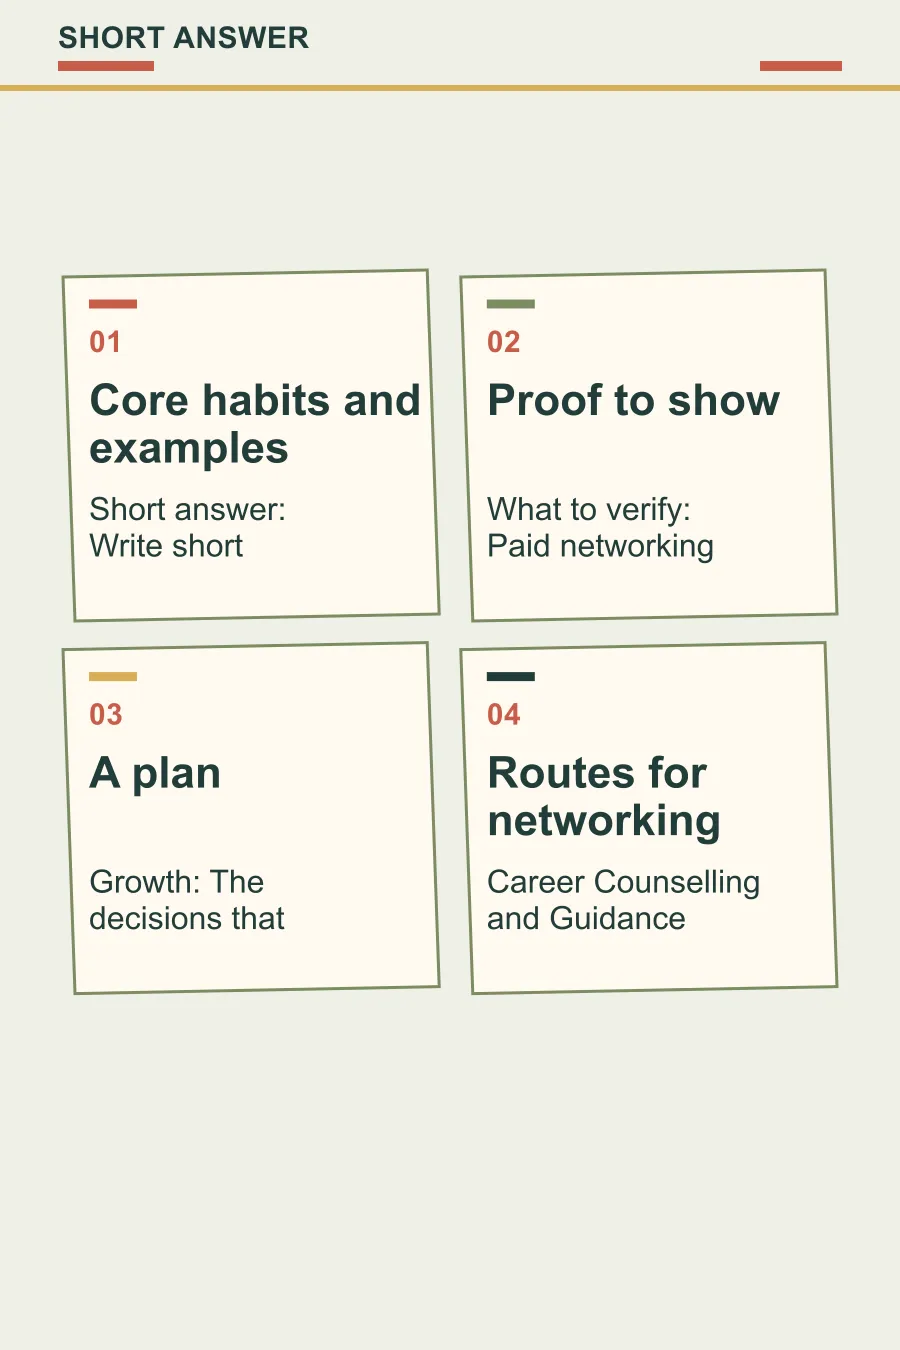 SHORT ANSWER
01
Core habits and
examples
Short answer:
Write short
02
Proof to show
What to verify:
Paid networking
03
A plan
Growth: The
decisions that
04
Routes for
networking
Career Counselling
and Guidance